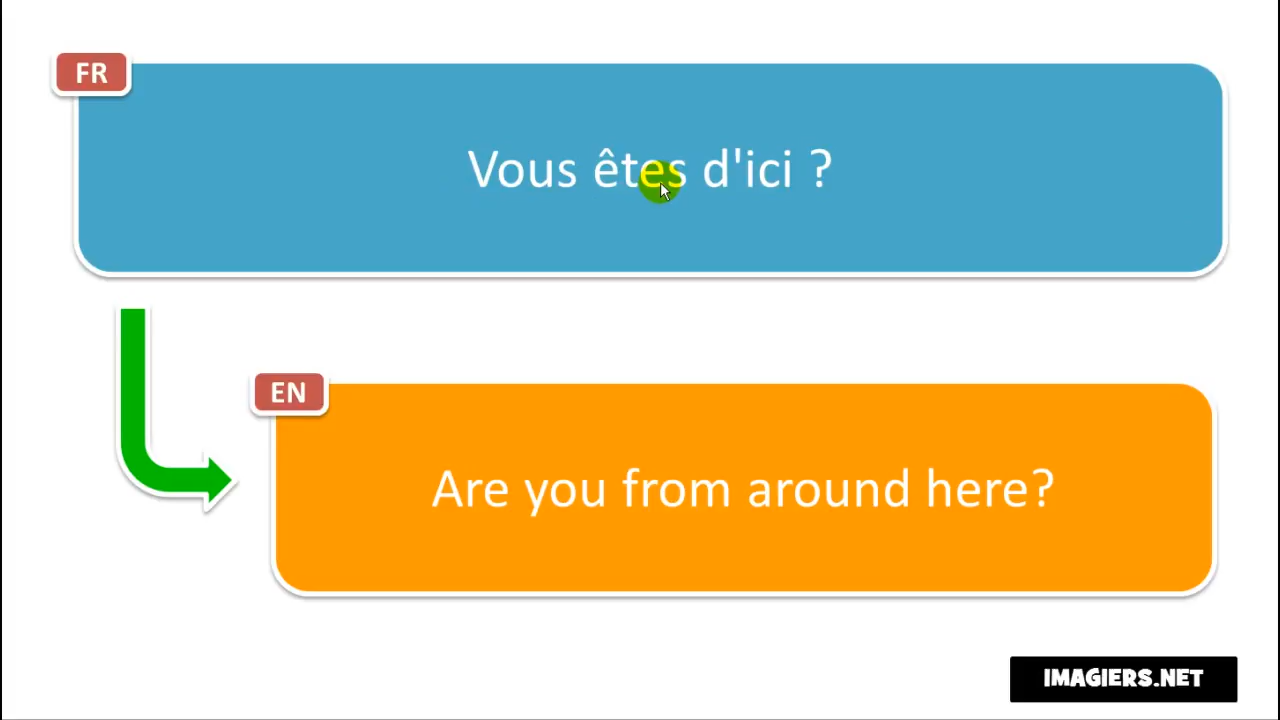 FR
Vous êtes d'ici ?
EN
Are you from around here?
IMAGIERS.NET